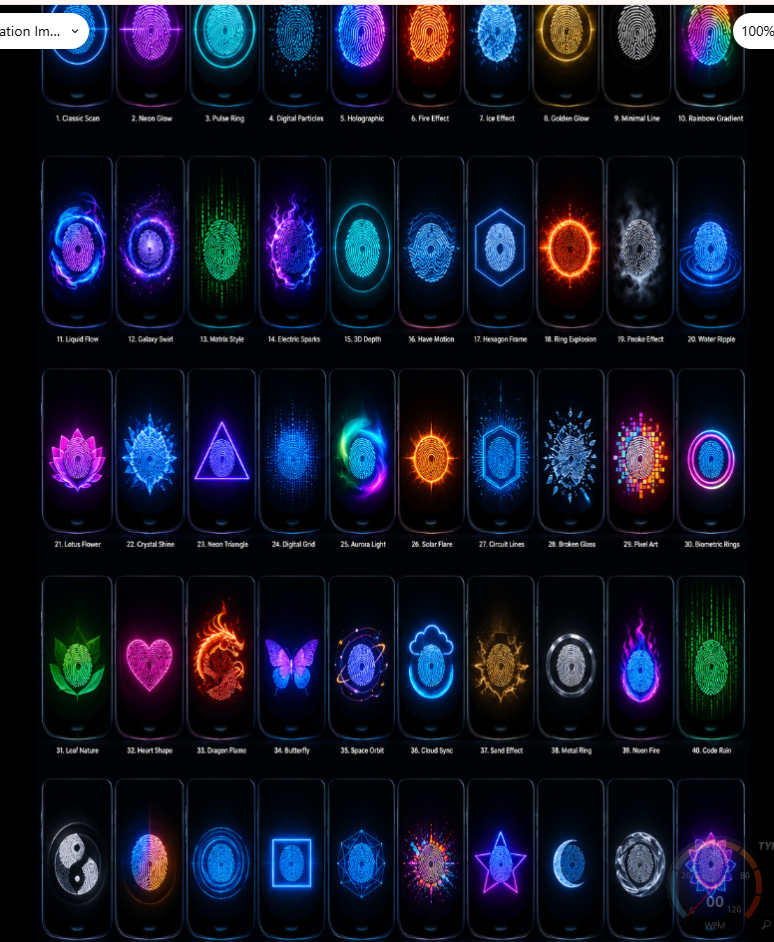 ation Im...
100%
1. Classic Scan
2. Neon Glow
3. Pulse Ring
4. Digital Particles
5. Holographic
6. Fire Effect
7. Ice Effect
8. Golden Glow
9. Minimal Line
10. Rainbow Gradient
11. Liquid Flow
12. Galaxy Swirl
13. Matrix Style
14. Electric Sparks
15. 3D Depth
16. Have Motion
17. Hexagon Frame
18. Ring Explosion
19. Pnoke Effect
20. Water Ripple
21. Lotus Flower
22. Crystal Shine
23. Neon Triangle
24. Digital Grid
25. Aurora Light
26. Solar Flare
27. Circuit Lines
28. Broken Glass
29. Pixel Art
30. Biometric Rings
31. Leaf Nature
32. Heart Shape
33. Dragon Flame
34. Butterfly
35. Space Orbit
36. Cloud Sync
37. Sand Effect
38. Metal Ring
39. Neon Fire
40. Code Rain
TY
20
80
00
0
120
WPM